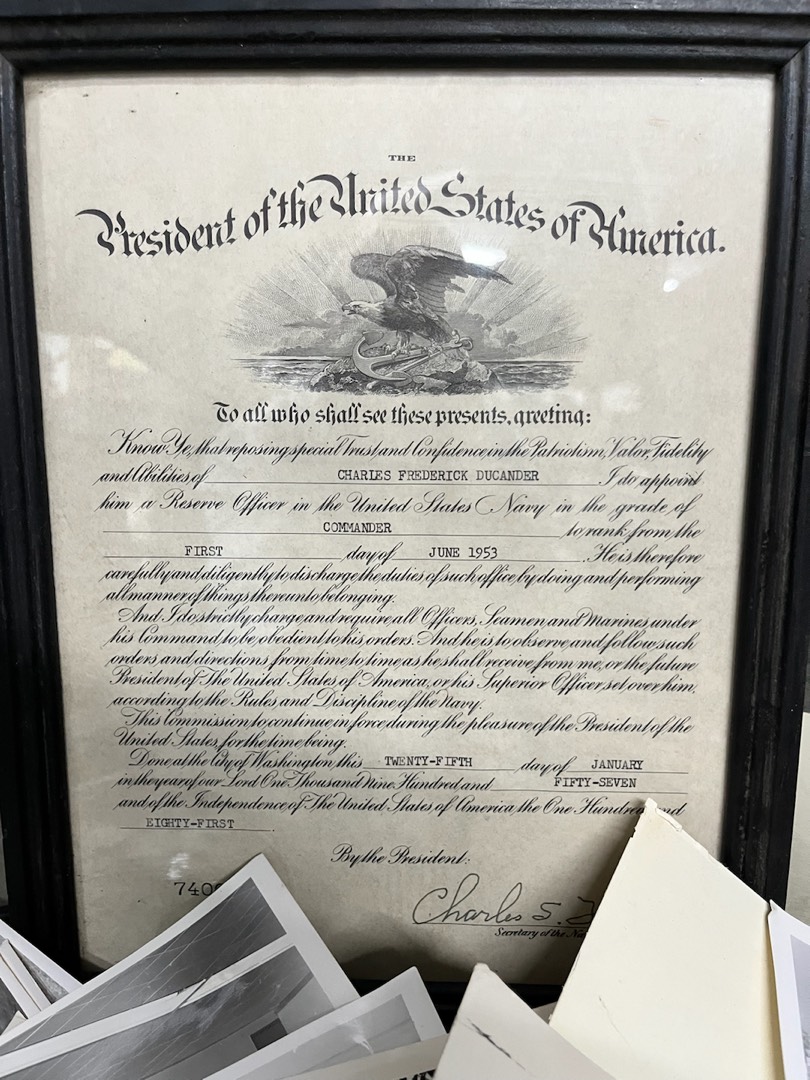 THE
President of the United States of America.
To all who shall see these presents, greeting:
Know Ye, that reposing special Trust and Confidence in the Patriotism, Valor, Fidelity
and Abilities of CHARLES FREDERICK DUCANDER I do appoint
him a Reserve Officer in the United States Navy in the grade of
COMMANDER to rank from the
FIRST day of JUNE 1953 . He is therefore
carefully and diligently to discharge the duties of such office by doing and performing
all manner of things thereunto belonging.
And I do strictly charge and require all Officers, Seamen and Marines under
his Command to be obedient to his orders. And he is to observe and follow such
orders and directions from time to time as he shall receive from me, or the future
President of The United States of America, or his Superior Officer set over him,
according to the Rules and Discipline of the Navy.
This Commission to continue in force during the pleasure of the President of the
United States, for the time being.
Done at the City of Washington this TWENTY-FIFTH day of JANUARY
in the year of our Lord One Thousand Nine Hundred and FIFTY-SEVEN
and of the Independence of The United States of America, the One Hundred and
EIGHTY-FIRST .
By the President:
740
Charles S.
Secretary of the